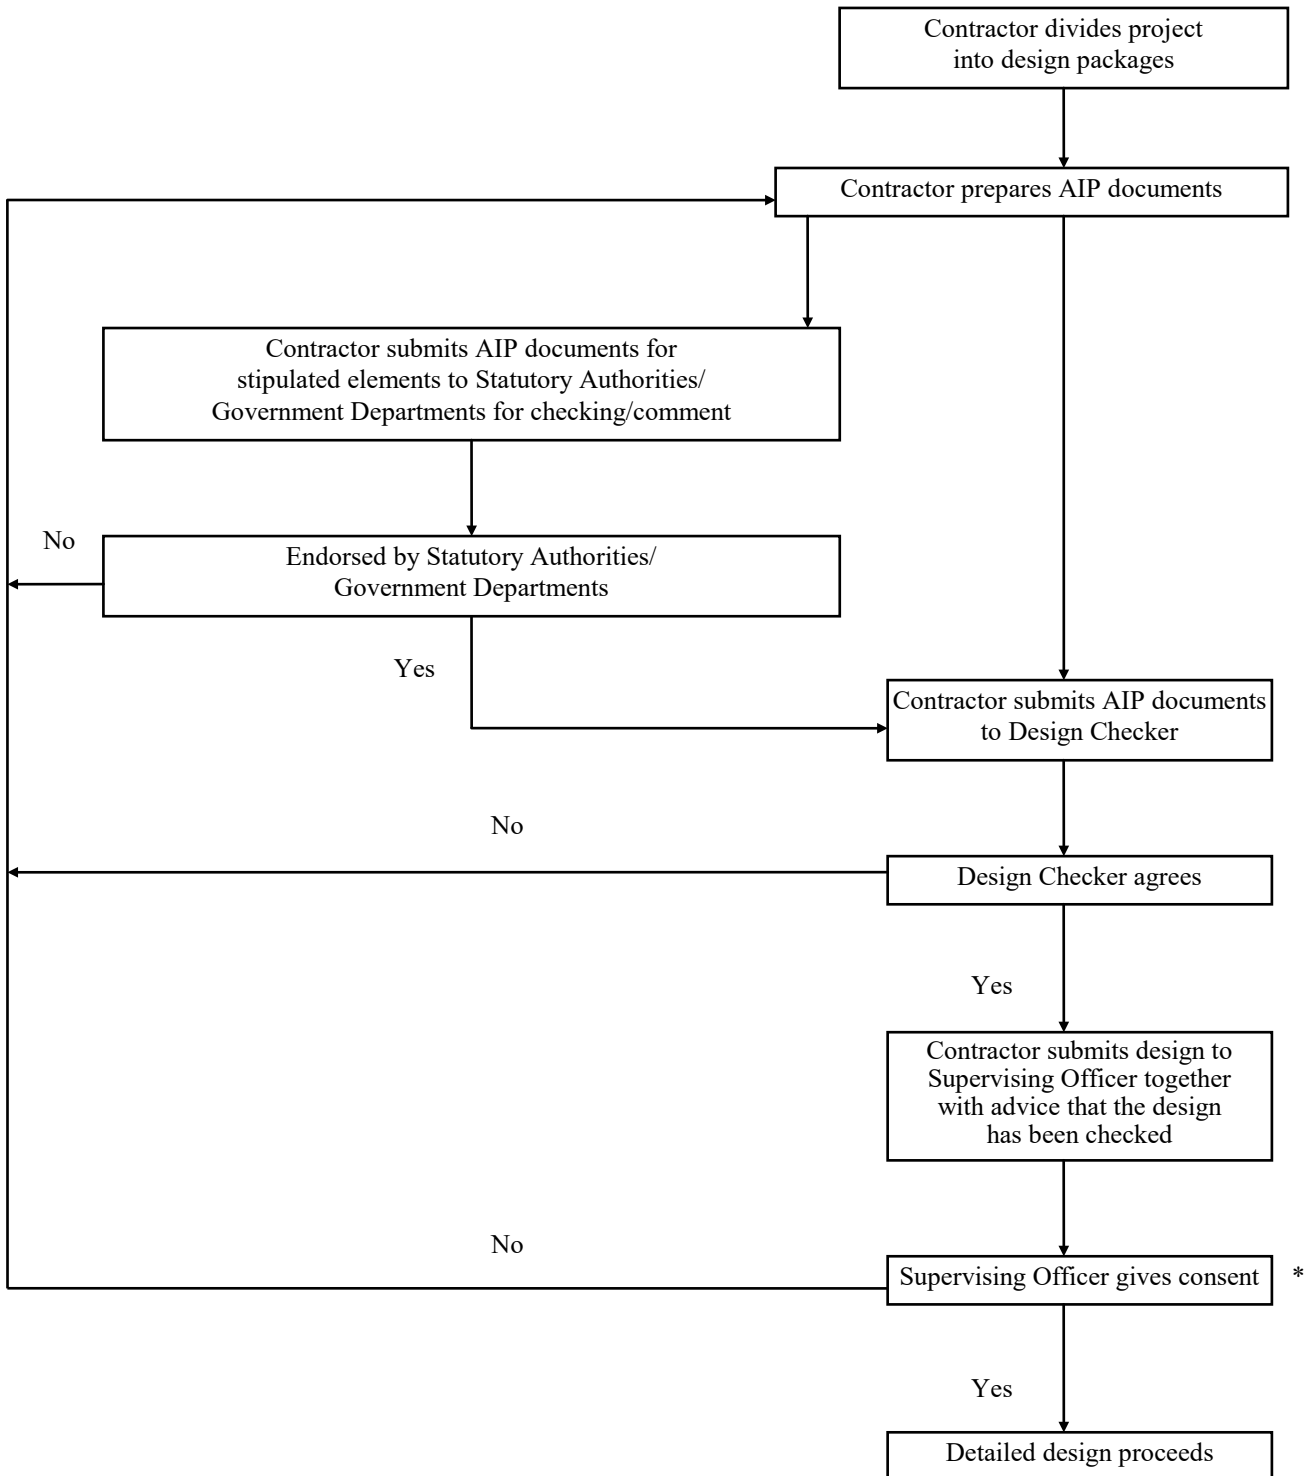 Contractor divides project
into design packages
Contractor prepares AIP documents
Contractor submits AIP documents for
stipulated elements to Statutory Authorities/
Government Departments for checking/comment
No
Endorsed by Statutory Authorities/
Government Departments
Yes
Contractor submits AIP documents
to Design Checker
No
Design Checker agrees
Yes
Contractor submits design to
Supervising Officer together
with advice that the design
has been checked
No
Supervising Officer gives consent *
Yes
Detailed design proceeds